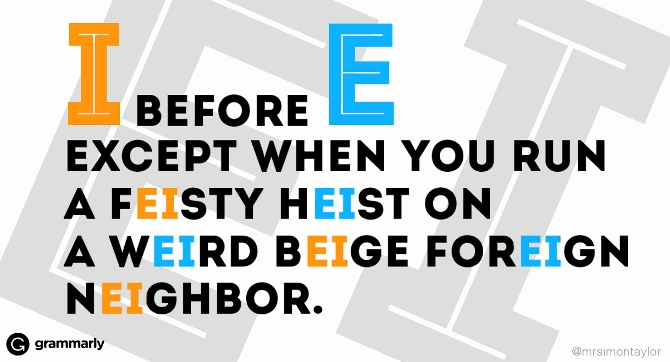 I BEFORE E
EXCEPT WHEN YOU RUN
A FEISTY HEIST ON
A WEIRD BEIGE FOREIGN
NEIGHBOR.
grammarly
@mrsimontaylor